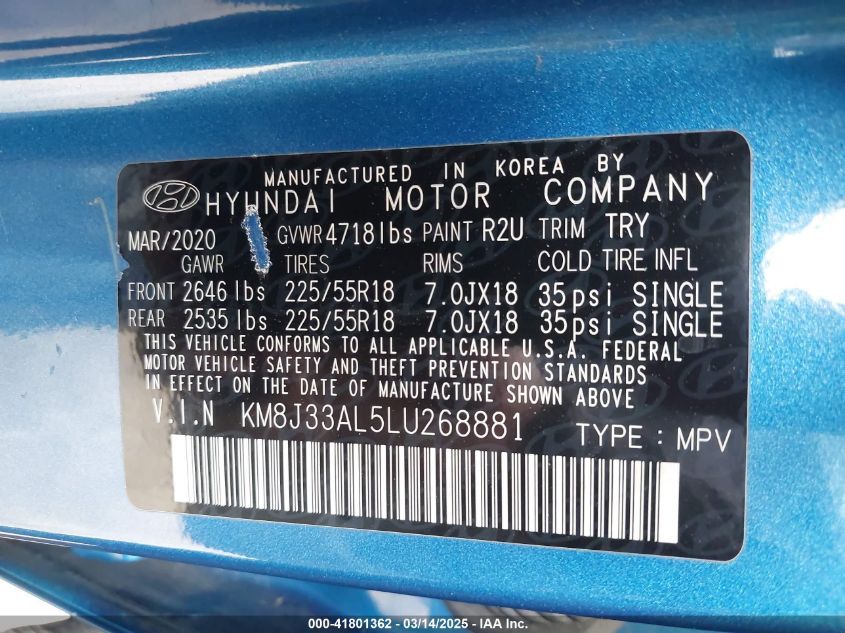 MANUFACTURED IN KOREA BY
HYUNDAI MOTOR COMPANY
MAR/2020 GVWR 4718 lbs PAINT R2U TRIM TRY
GAWR TIRES RIMS COLD TIRE INFL
FRONT 2646 lbs 225/55R18 7.0JX18 35psi SINGLE
REAR 2535 lbs 225/55R18 7.0JX18 35psi SINGLE
THIS VEHICLE CONFORMS TO ALL APPLICABLE U.S.A. FEDERAL
MOTOR VEHICLE SAFETY AND THEFT PREVENTION STANDARDS
IN EFFECT ON THE DATE OF MANUFACTURE SHOWN ABOVE
V.I.N KM8J33AL5LU268881 TYPE : MPV
000-41801362 - 03/14/2025 - IAA Inc.